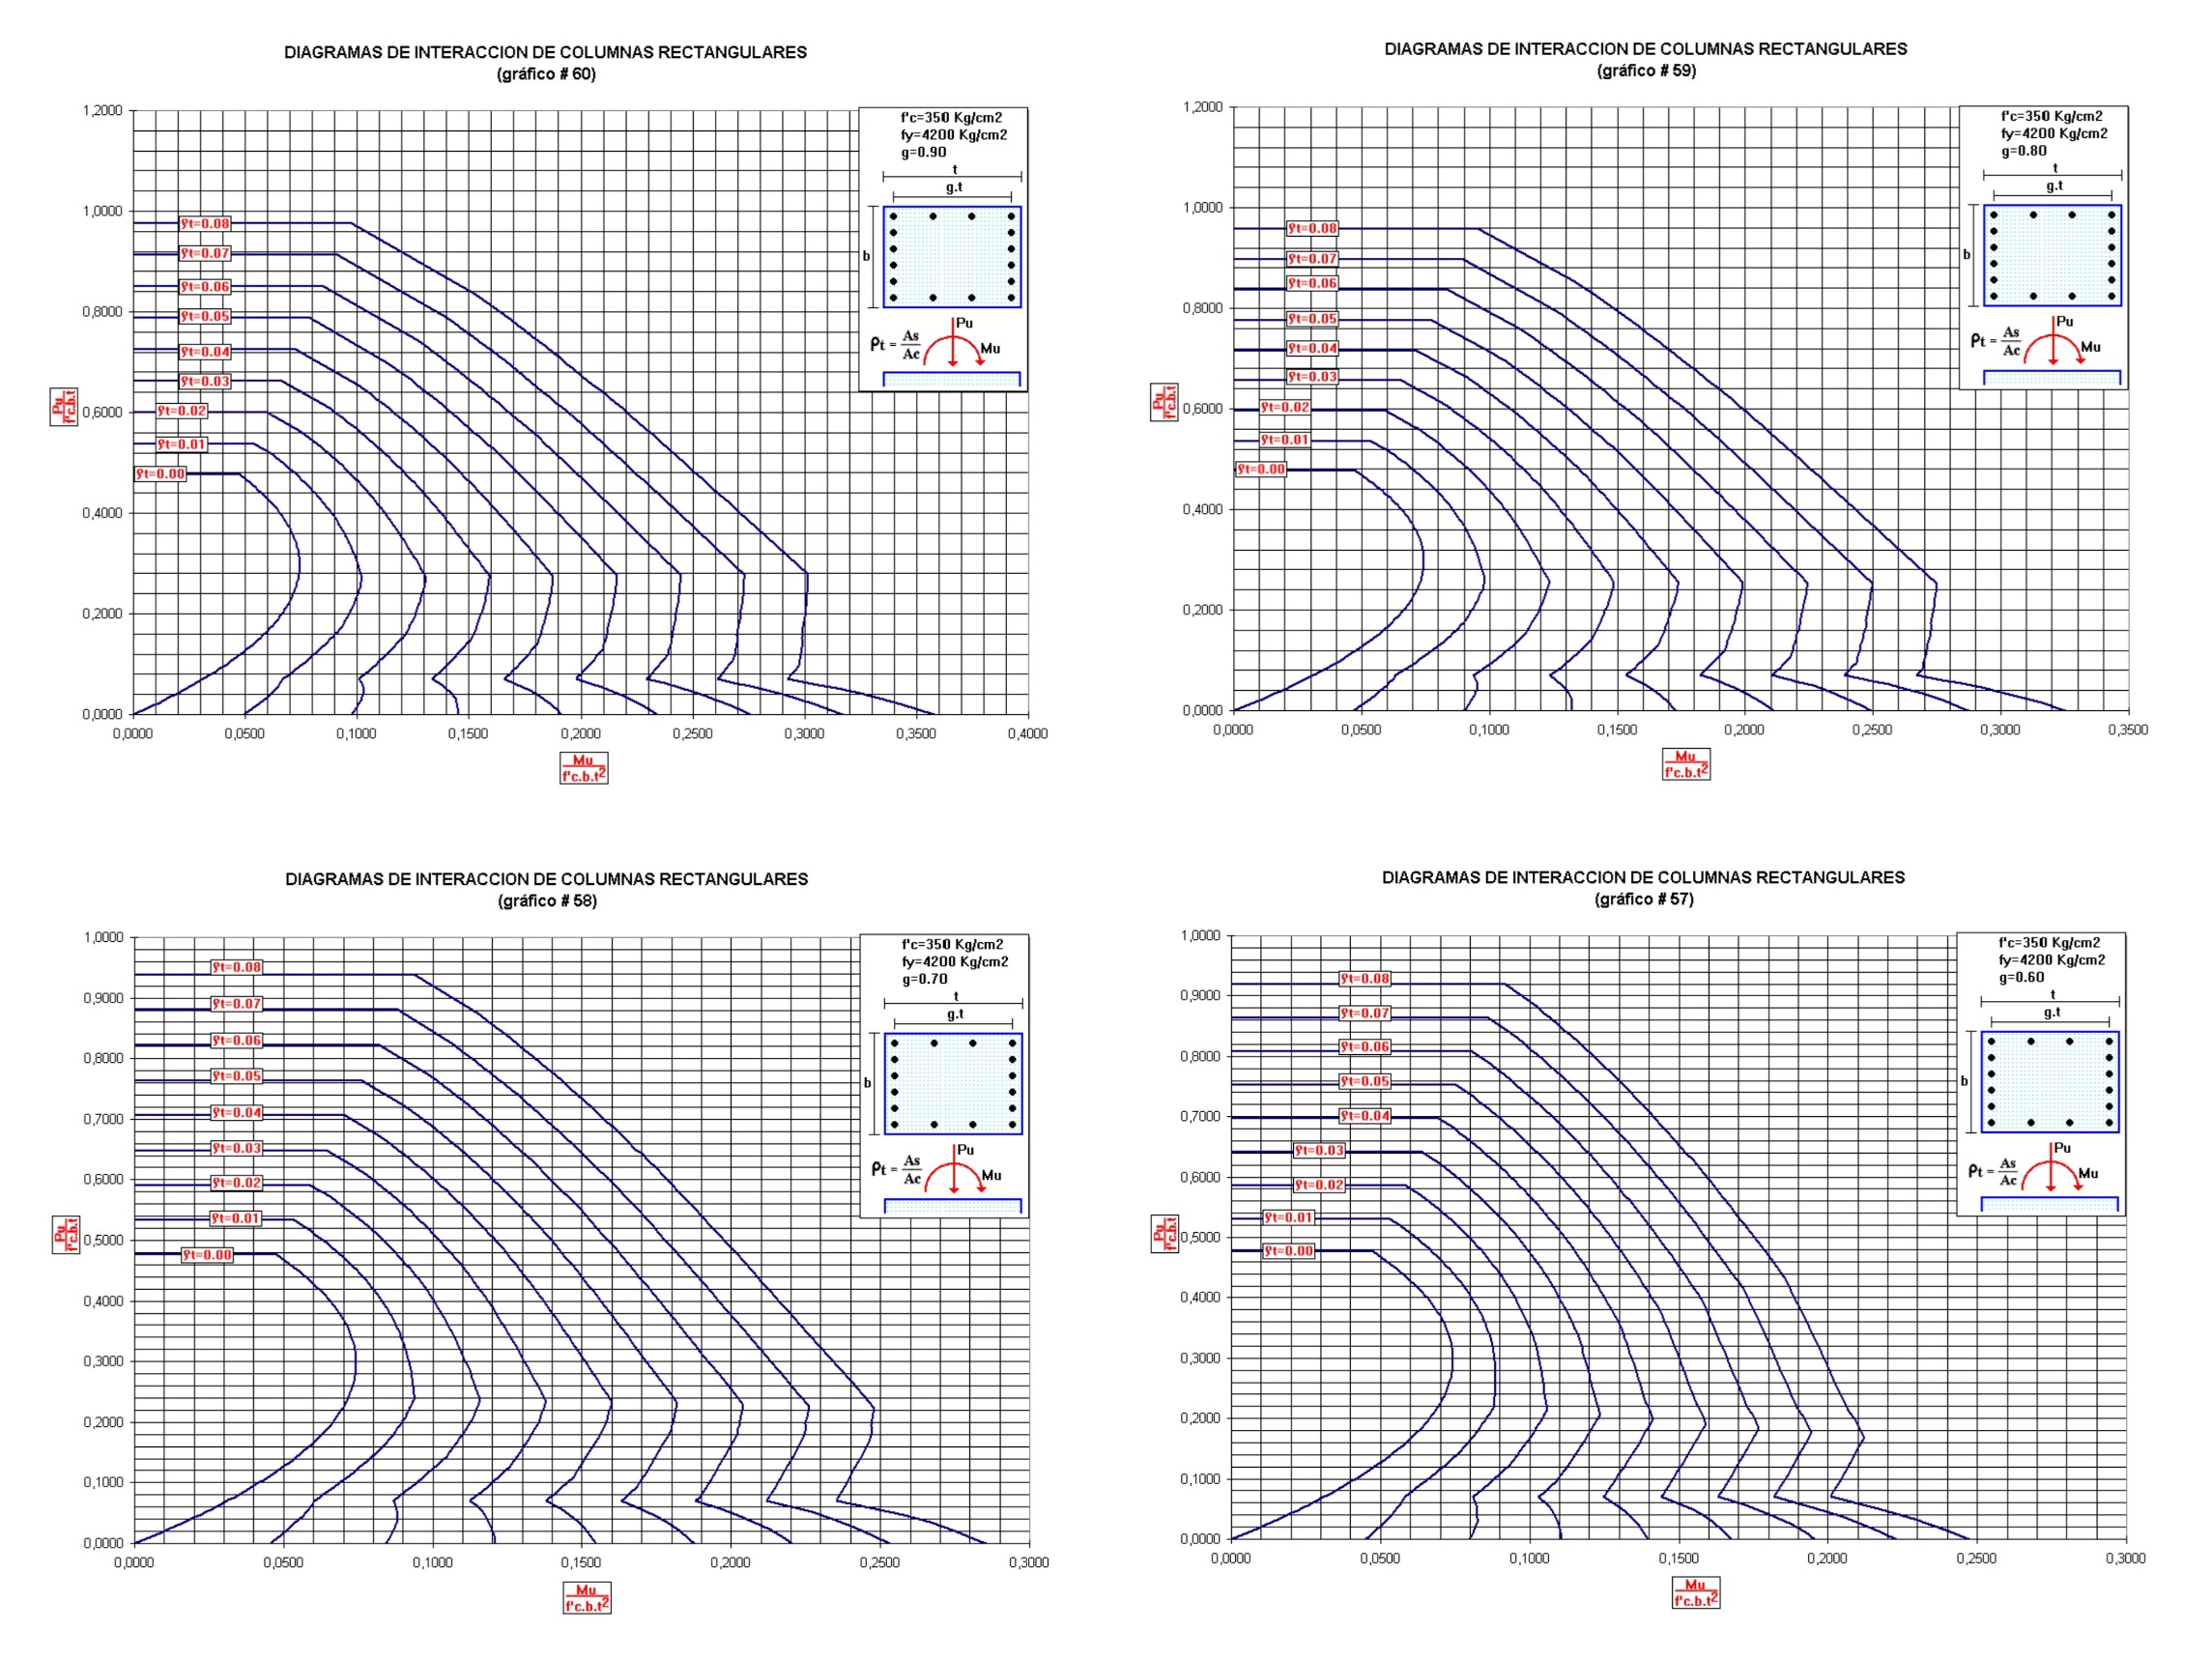 DIAGRAMAS DE INTERACCION DE COLUMNAS RECTANGULARES
(gráfico # 60)
1,2000
1,0000
0,8000
0,6000
0,4000
0,2000
0,0000
0,0000 0,0500 0,1000 0,1500 0,2000 0,2500 0,3000 0,3500 0,4000
Pu
f'c.b.t
Mu
f'c.b.t2
ρt=0.08
ρt=0.07
ρt=0.06
ρt=0.05
ρt=0.04
ρt=0.03
ρt=0.02
ρt=0.01
ρt=0.00
f'c=350 Kg/cm2
fy=4200 Kg/cm2
g=0.90
t
g.t
b
Pu
ρt = As
Ac
Mu
DIAGRAMAS DE INTERACCION DE COLUMNAS RECTANGULARES
(gráfico # 59)
1,2000
1,0000
0,8000
0,6000
0,4000
0,2000
0,0000
0,0000 0,0500 0,1000 0,1500 0,2000 0,2500 0,3000 0,3500
Pu
f'c.b.t
Mu
f'c.b.t2
ρt=0.08
ρt=0.07
ρt=0.06
ρt=0.05
ρt=0.04
ρt=0.03
ρt=0.02
ρt=0.01
ρt=0.00
f'c=350 Kg/cm2
fy=4200 Kg/cm2
g=0.80
t
g.t
b
Pu
ρt = As
Ac
Mu
DIAGRAMAS DE INTERACCION DE COLUMNAS RECTANGULARES
(gráfico # 58)
1,0000
0,9000
0,8000
0,7000
0,6000
0,5000
0,4000
0,3000
0,2000
0,1000
0,0000
0,0000 0,0500 0,1000 0,1500 0,2000 0,2500 0,3000
Pu
f'c.b.t
Mu
f'c.b.t2
ρt=0.08
ρt=0.07
ρt=0.06
ρt=0.05
ρt=0.04
ρt=0.03
ρt=0.02
ρt=0.01
ρt=0.00
f'c=350 Kg/cm2
fy=4200 Kg/cm2
g=0.70
t
g.t
b
Pu
ρt = As
Ac
Mu
DIAGRAMAS DE INTERACCION DE COLUMNAS RECTANGULARES
(gráfico # 57)
1,0000
0,9000
0,8000
0,7000
0,6000
0,5000
0,4000
0,3000
0,2000
0,1000
0,0000
0,0000 0,0500 0,1000 0,1500 0,2000 0,2500 0,3000
Pu
f'c.b.t
Mu
f'c.b.t2
ρt=0.08
ρt=0.07
ρt=0.06
ρt=0.05
ρt=0.04
ρt=0.03
ρt=0.02
ρt=0.01
ρt=0.00
f'c=350 Kg/cm2
fy=4200 Kg/cm2
g=0.60
t
g.t
b
Pu
ρt = As
Ac
Mu